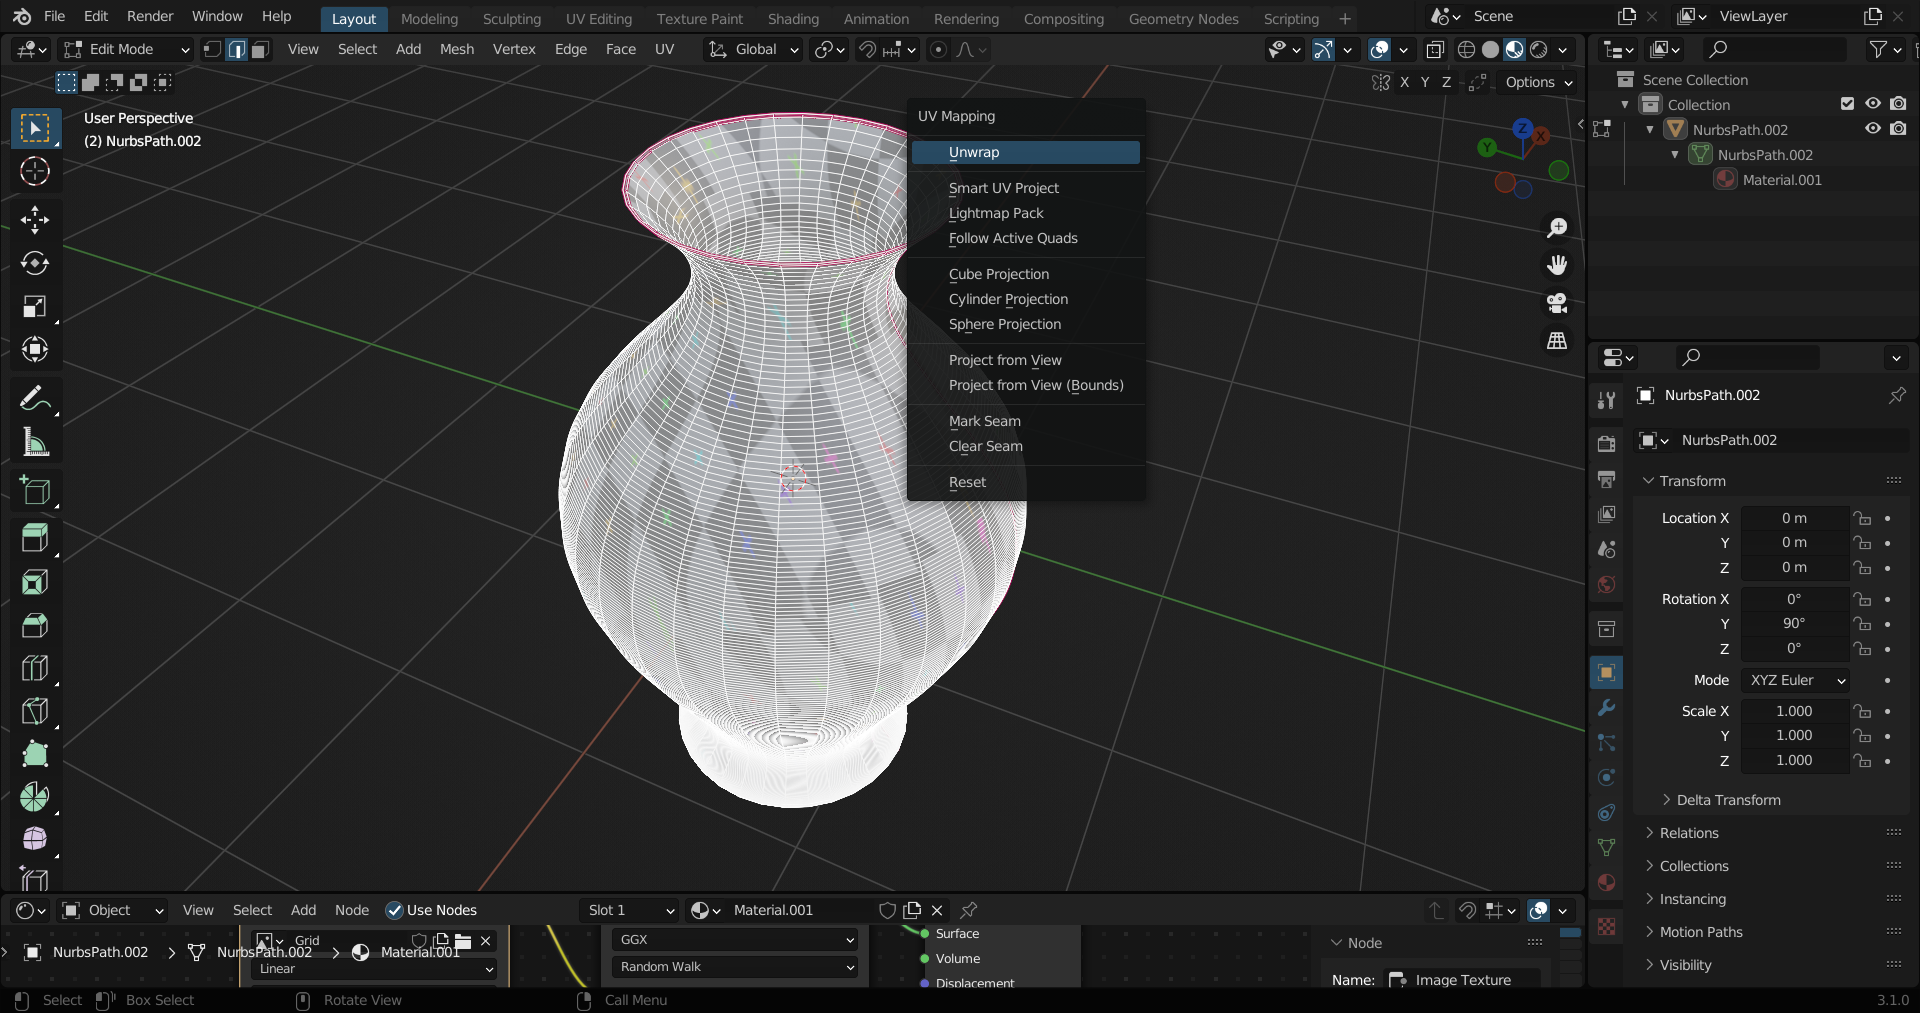 File Edit Render Window Help Layout Modeling Sculpting UV Editing Texture Paint Shading Animation Rendering Compositing Geometry Nodes Scripting + Scene ViewLayer
Edit Mode View Select Add Mesh Vertex Edge Face UV Global
X Y Z Options
User Perspective
(2) NurbsPath.002
UV Mapping
Unwrap
Smart UV Project
Lightmap Pack
Follow Active Quads
Cube Projection
Cylinder Projection
Sphere Projection
Project from View
Project from View (Bounds)
Mark Seam
Clear Seam
Reset
Z
X
Y
Scene Collection
Collection
NurbsPath.002
NurbsPath.002
Material.001
NurbsPath.002
NurbsPath.002
Transform
Location X 0 m
Y 0 m
Z 0 m
Rotation X 0°
Y 90°
Z 0°
Mode XYZ Euler
Scale X 1.000
Y 1.000
Z 1.000
Delta Transform
Relations
Collections
Instancing
Motion Paths
Visibility
Object View Select Add Node Use Nodes Slot 1 Material.001
Grid
NurbsPath.002 NurbsPath.002 Material.001
Linear
GGX
Random Walk
Surface
Volume
Displacement
Node
Name: Image Texture
Select Box Select Rotate View Call Menu 3.1.0